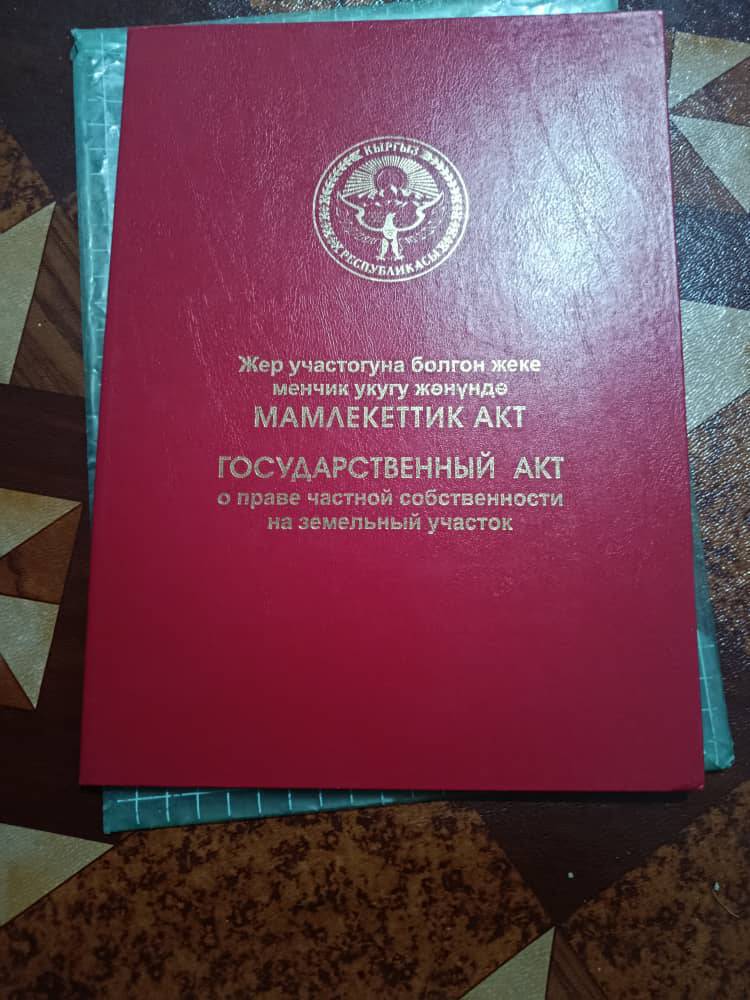 КЫРГЫЗ
РЕСПУБЛИКАСЫ
Жер участогуна болгон жеке
менчик укугу жөнүндө
МАМЛЕКЕТТИК АКТ
ГОСУДАРСТВЕННЫЙ АКТ
о праве частной собственности
на земельный участок